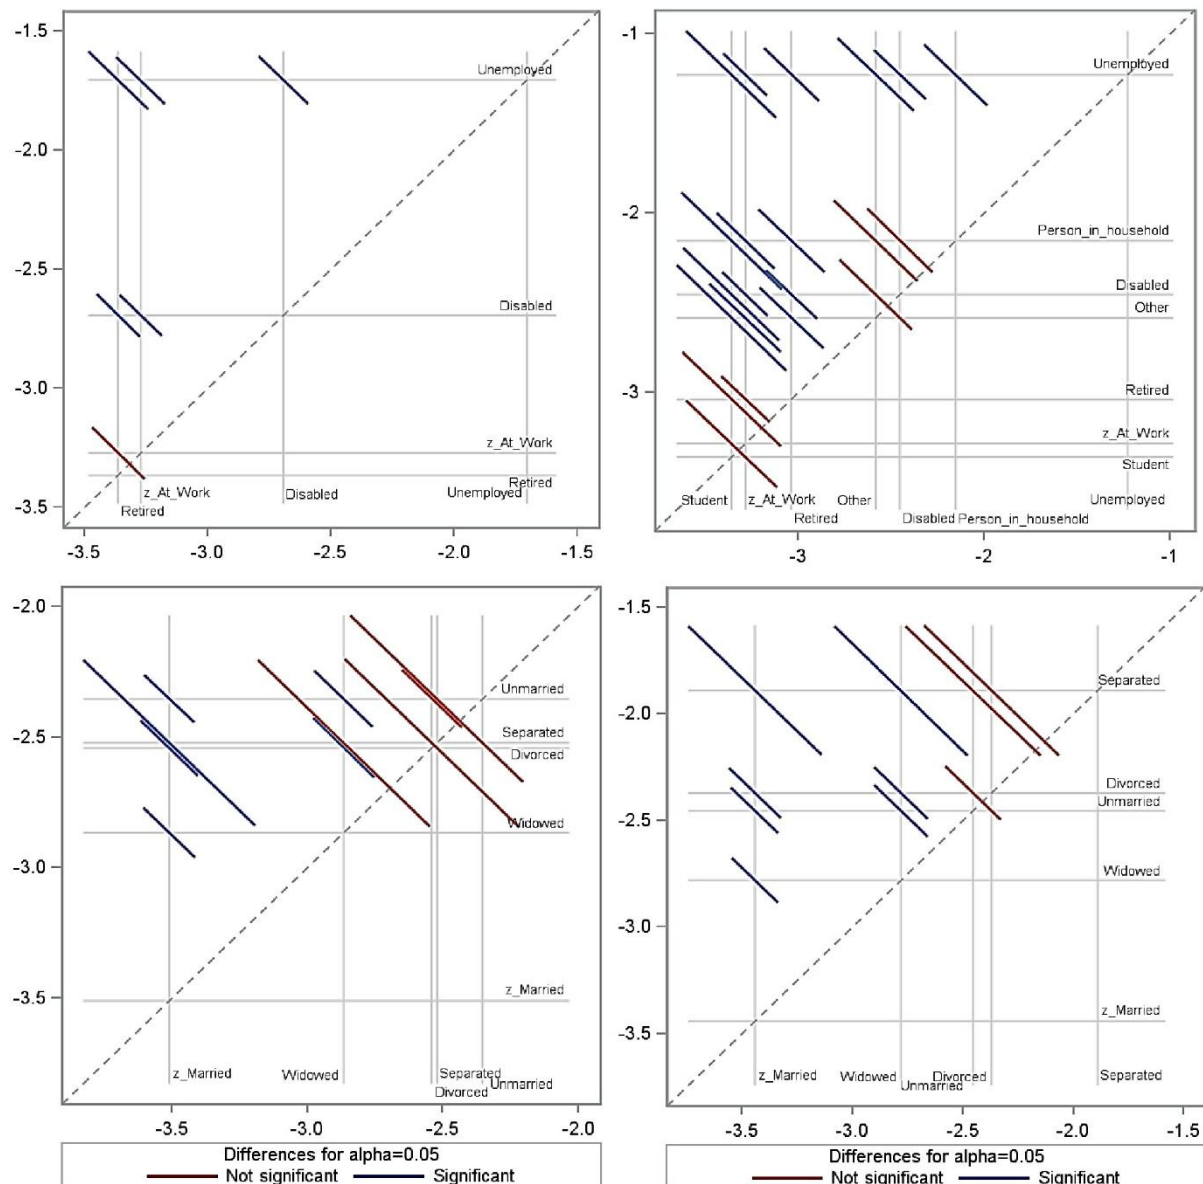 -1.5
-2.0
-2.5
-3.0
-3.5
Unemployed
Disabled
z_At_Work
Retired
z_At_Work
Retired
Disabled
Unemployed
-3.5 -3.0 -2.5 -2.0 -1.5
-1
-2
-3
Unemployed
Person_in_household
Disabled
Other
Retired
z_At_Work
Student
Student z_At_Work Other Unemployed
Retired Disabled Person_in_household
-3 -2 -1
-2.0
-2.5
-3.0
-3.5
Unmarried
Separated
Divorced
Widowed
z_Married
z_Married Widowed Separated
Divorced Unmarried
-3.5 -3.0 -2.5 -2.0
Differences for alpha=0.05
Not significant Significant
-1.5
-2.0
-2.5
-3.0
-3.5
Separated
Divorced
Unmarried
Widowed
z_Married
z_Married Widowed Divorced Separated
Unmarried
-3.5 -3.0 -2.5 -2.0 -1.5
Differences for alpha=0.05
Not significant Significant